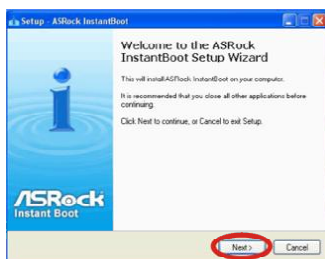 Setup - ASRock InstantBoot
Welcome to the ASRock
InstantBoot Setup Wizard
This will install ASRock InstantBoot on your computer.
It is recommended that you close all other applications before
continuing.
Click Next to continue, or Cancel to exit Setup.
ASRock
Instant Boot
Next >
Cancel